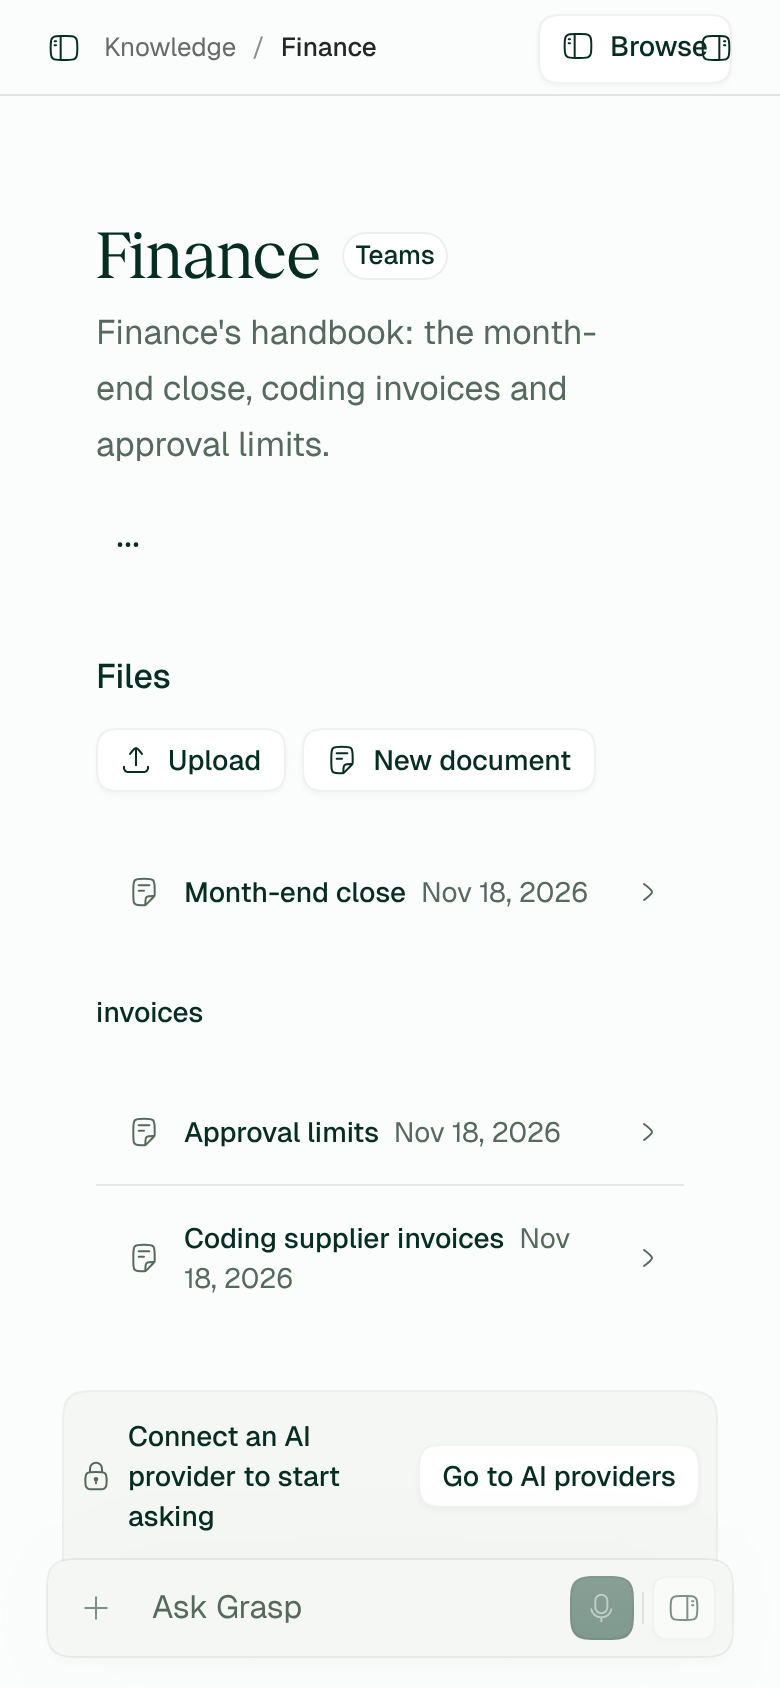 Knowledge / Finance
Browse
Finance
Teams
Finance's handbook: the month-
end close, coding invoices and
approval limits.
...
Files
Upload
New document
Month-end close Nov 18, 2026
invoices
Approval limits Nov 18, 2026
Coding supplier invoices Nov
18, 2026
Connect an AI
provider to start
asking
Go to AI providers
Ask Grasp